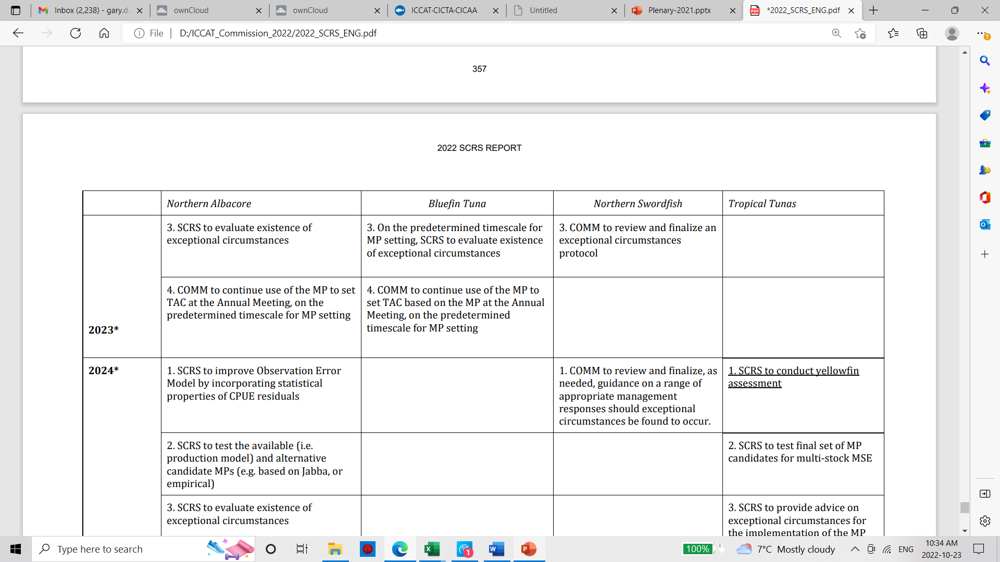 Inbox (2,238) - gary.d.
ownCloud
ownCloud
ICCAT·CICTA·CICAA
Untitled
Plenary-2021.pptx
*2022_SCRS_ENG.pdf
File
D:/ICCAT_Commission_2022/2022_SCRS_ENG.pdf
357
2022 SCRS REPORT
Northern Albacore
Bluefin Tuna
Northern Swordfish
Tropical Tunas
2023*
3. SCRS to evaluate existence of
exceptional circumstances
3. On the predetermined timescale for
MP setting, SCRS to evaluate existence
of exceptional circumstances
3. COMM to review and finalize an
exceptional circumstances
protocol
4. COMM to continue use of the MP to set
TAC at the Annual Meeting, on the
predetermined timescale for MP setting
4. COMM to continue use of the MP to
set TAC based on the MP at the Annual
Meeting, on the predetermined
timescale for MP setting
2024*
1. SCRS to improve Observation Error
Model by incorporating statistical
properties of CPUE residuals
1. COMM to review and finalize, as
needed, guidance on a range of
appropriate management
responses should exceptional
circumstances be found to occur.
1. SCRS to conduct yellowfin
assessment
2. SCRS to test the available (i.e.
production model) and alternative
candidate MPs (e.g. based on Jabba, or
empirical)
2. SCRS to test final set of MP
candidates for multi-stock MSE
3. SCRS to evaluate existence of
exceptional circumstances
3. SCRS to provide advice on
exceptional circumstances for
the implementation of the MP
Type here to search
1
100%
7°C Mostly cloudy
ENG
10:34 AM
2022-10-23